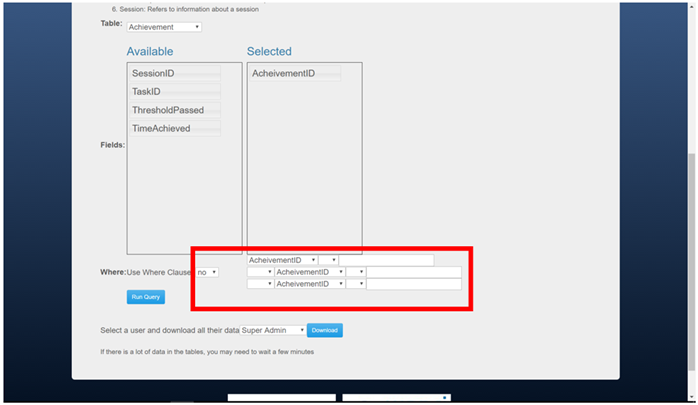 6. Session: Refers to information about a session
Table: Achievement
Available Selected
SessionID AcheivementID
TaskID
ThresholdPassed
TimeAchieved
Fields:
AcheivementID
Where: Use Where Clause no AcheivementID
AcheivementID
Run Query
Select a user and download all their data Super Admin Download
If there is a lot of data in the tables, you may need to wait a few minutes